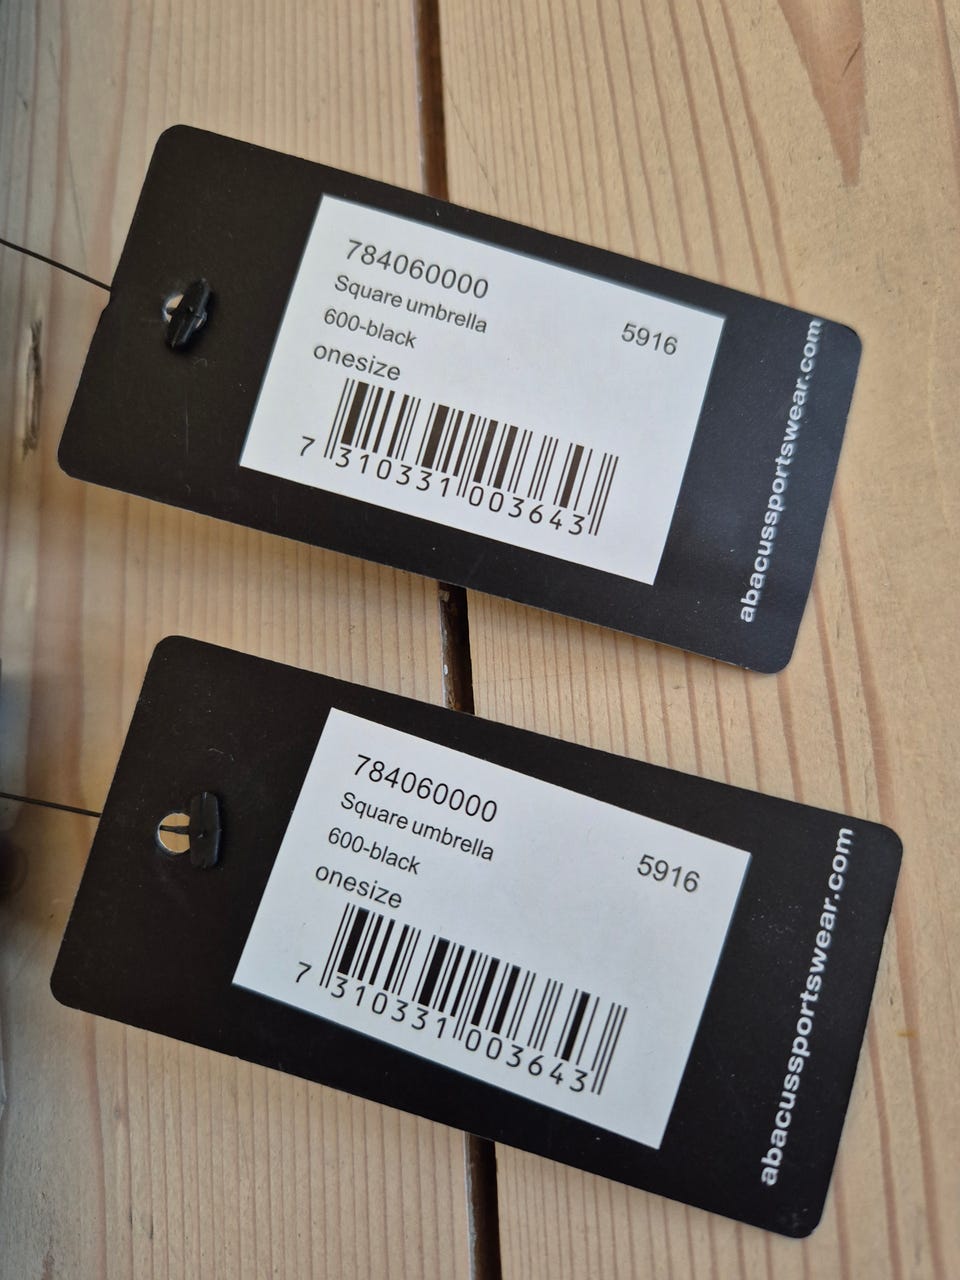 784060000
Square umbrella
5916
600-black
onesize
7 310331 003643
abacussportswear.com
784060000
Square umbrella
5916
600-black
onesize
7 310331 003643
abacussportswear.com